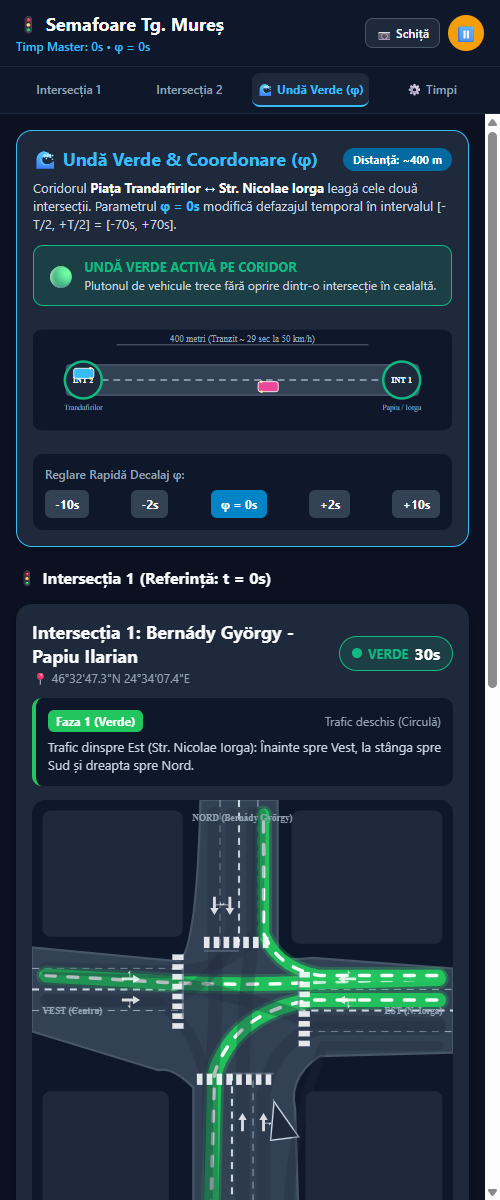 Semafoare Tg. Mureș
Timp Master: 0s • φ = 0s
Schiță
Intersecția 1
Intersecția 2
Undă Verde (φ)
Timpi
Undă Verde & Coordonare (φ)
Distanță: ~400 m
Coridorul Piața Trandafirilor ↔ Str. Nicolae Iorga leagă cele două
intersecții. Parametrul φ = 0s modifică defazajul temporal în intervalul [-
T/2, +T/2] = [-70s, +70s].
UNDĂ VERDE ACTIVĂ PE CORIDOR
Plutonul de vehicule trece fără oprire dintr-o intersecție în cealaltă.
400 metri (Tranzit ~ 29 sec la 50 km/h)
INT 2
INT 1
Trandafirilor
Papiu / Iorga
Reglare Rapidă Decalaj φ:
-10s
-2s
φ = 0s
+2s
+10s
Intersecția 1 (Referință: t = 0s)
Intersecția 1: Bernády György -
Papiu Ilarian
VERDE 30s
46°32'47.3"N 24°34'07.4"E
Faza 1 (Verde)
Trafic deschis (Circulă)
Trafic dinspre Est (Str. Nicolae Iorga): Înainte spre Vest, la stânga spre
Sud și dreapta spre Nord.
NORD (Bernády György)
VEST (Centru)
EST (N. Iorga)